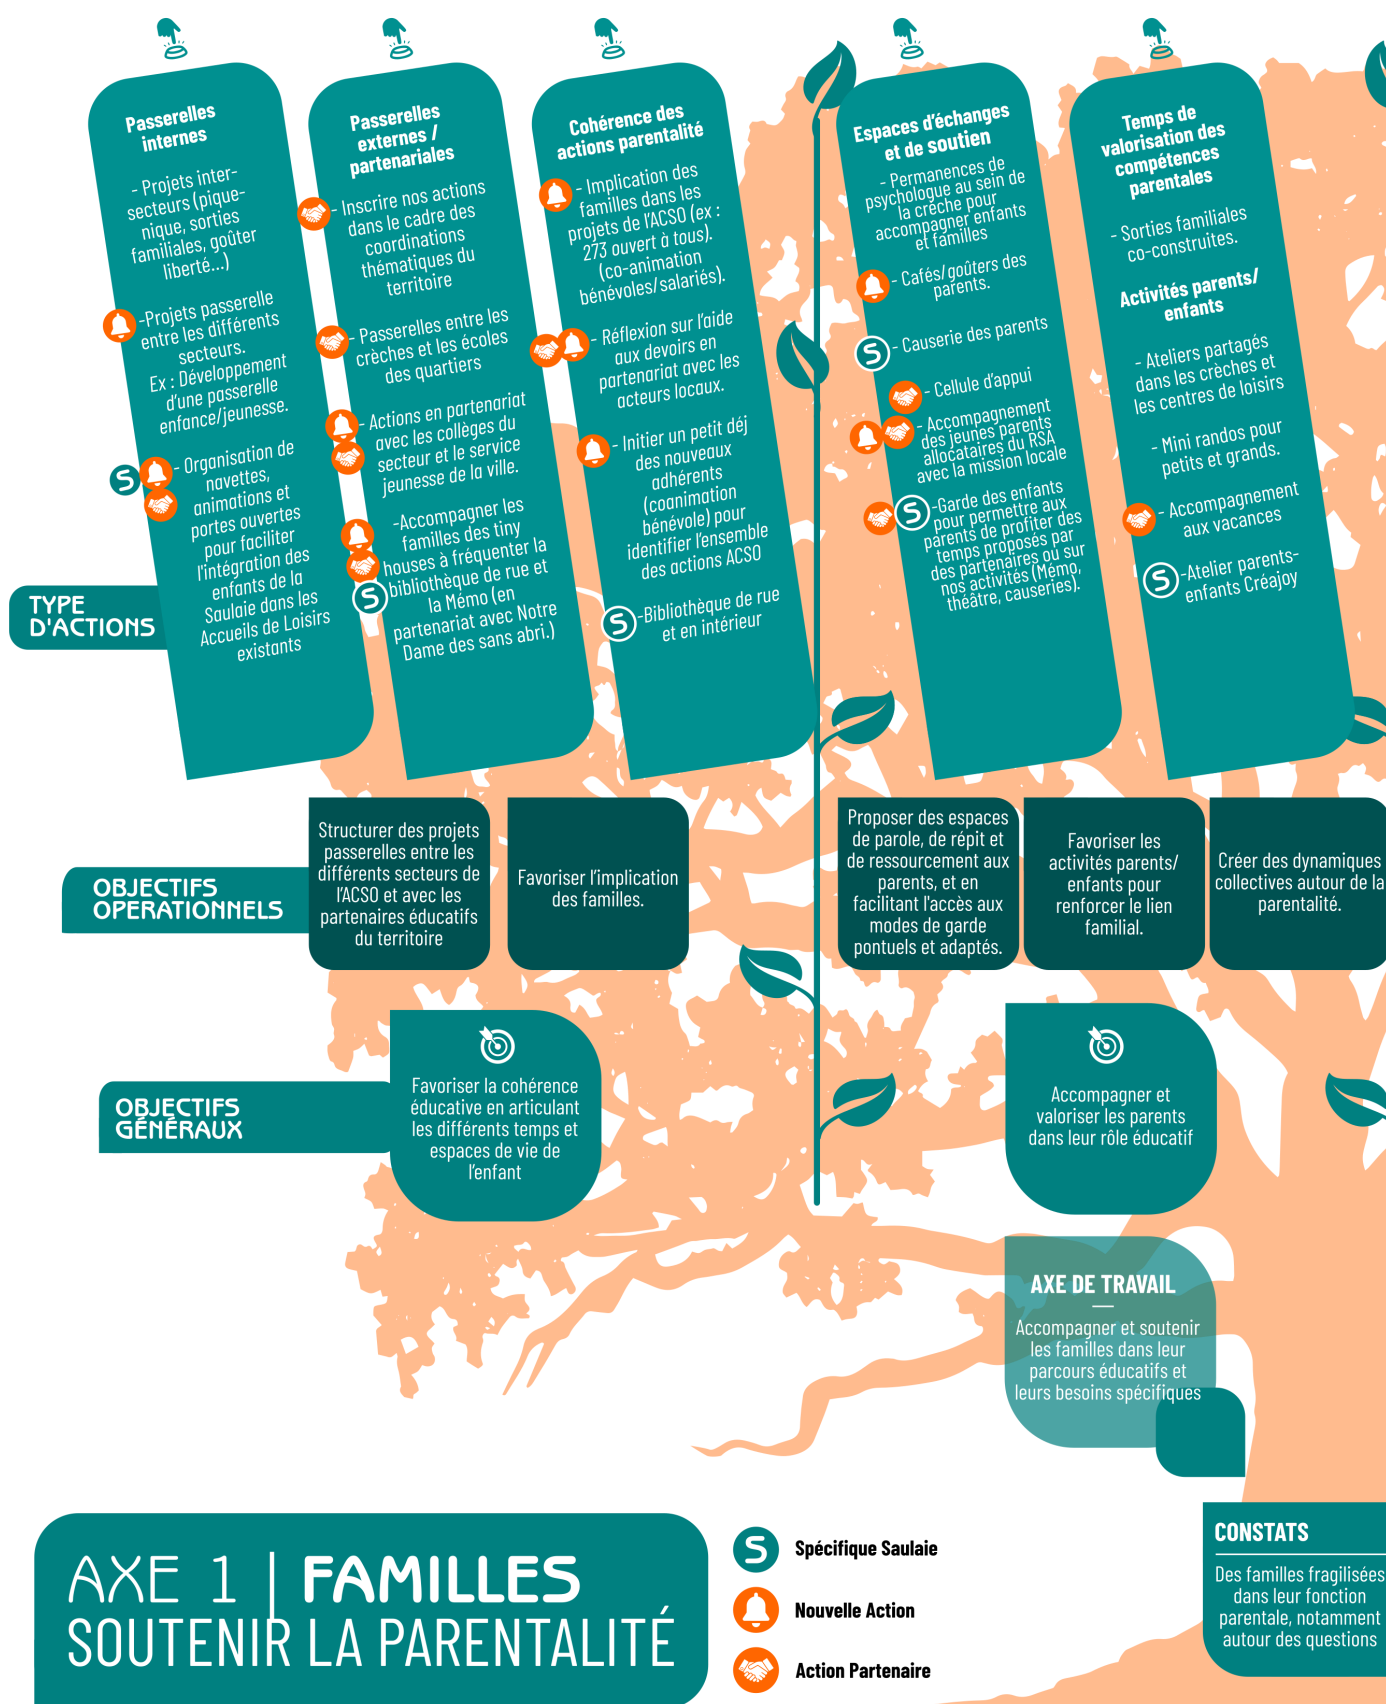 Passerelles
internes
- Projets inter-
secteurs (pique-
nique, sorties
familiales, goûter
liberté...)
-Projets passerelle
entre les différents
secteurs.
Ex : Développement
d'une passerelle
enfance/jeunesse.
S
- Organisation de
navettes,
animations et
portes ouvertes
pour faciliter
l'intégration des
enfants de la
Saulaie dans les
Accueils de Loisirs
existants
Passerelles
externes /
partenariales
- Inscrire nos actions
dans le cadre des
coordinations
thématiques du
territoire
- Passerelles entre les
crèches et les écoles
des quartiers
- Actions en partenariat
avec les collèges du
secteur et le service
jeunesse de la ville.
-Accompagner les
familles des tiny
houses à fréquenter la
S
bibliothèque de rue et
la Mémo (en
partenariat avec Notre
Dame des sans abri.)
Cohérence des
actions parentalité
- Implication des
familles dans les
projets de l'ACSO (ex :
273 ouvert à tous).
(co-animation
bénévoles/salariés).
- Réflexion sur l'aide
aux devoirs en
partenariat avec les
acteurs locaux.
- Initier un petit déj
des nouveaux
adhérents
(coanimation
bénévole) pour
identifier l'ensemble
des actions ACSO
S
-Bibliothèque de rue
et en intérieur
Espaces d'échanges
et de soutien
- Permanences de
psychologue au sein de
la crèche pour
accompagner enfants
et familles
- Cafés/goûters des
parents.
S
- Causerie des parents
- Cellule d'appui
- Accompagnement
des jeunes parents
allocataires du RSA
avec la mission locale
S
-Garde des enfants
pour permettre aux
parents de profiter des
temps proposés par
des partenaires ou sur
nos activités (Mémo,
théâtre, causeries).
Temps de
valorisation des
compétences
parentales
- Sorties familiales
co-construites.
Activités parents/
enfants
- Ateliers partagés
dans les crèches et
les centres de loisirs
- Mini randos pour
petits et grands.
- Accompagnement
aux vacances
S
-Atelier parents-
enfants Créajoy
TYPE
D'ACTIONS
OBJECTIFS
OPERATIONNELS
Structurer des projets
passerelles entre les
différents secteurs de
l'ACSO et avec les
partenaires éducatifs
du territoire
Favoriser l'implication
des familles.
Proposer des espaces
de parole, de répit et
de ressourcement aux
parents, et en
facilitant l'accès aux
modes de garde
pontuels et adaptés.
Favoriser les
activités parents/
enfants pour
renforcer le lien
familial.
Créer des dynamiques
collectives autour de la
parentalité.
OBJECTIFS
GÉNÉRAUX
Favoriser la cohérence
éducative en articulant
les différents temps et
espaces de vie de
l'enfant
Accompagner et
valoriser les parents
dans leur rôle éducatif
AXE DE TRAVAIL
Accompagner et soutenir
les familles dans leur
parcours éducatifs et
leurs besoins spécifiques
CONSTATS
Des familles fragilisées
dans leur fonction
parentale, notamment
autour des questions
AXE 1 | FAMILLES
SOUTENIR LA PARENTALITÉ
S
Spécifique Saulaie
Nouvelle Action
Action Partenaire